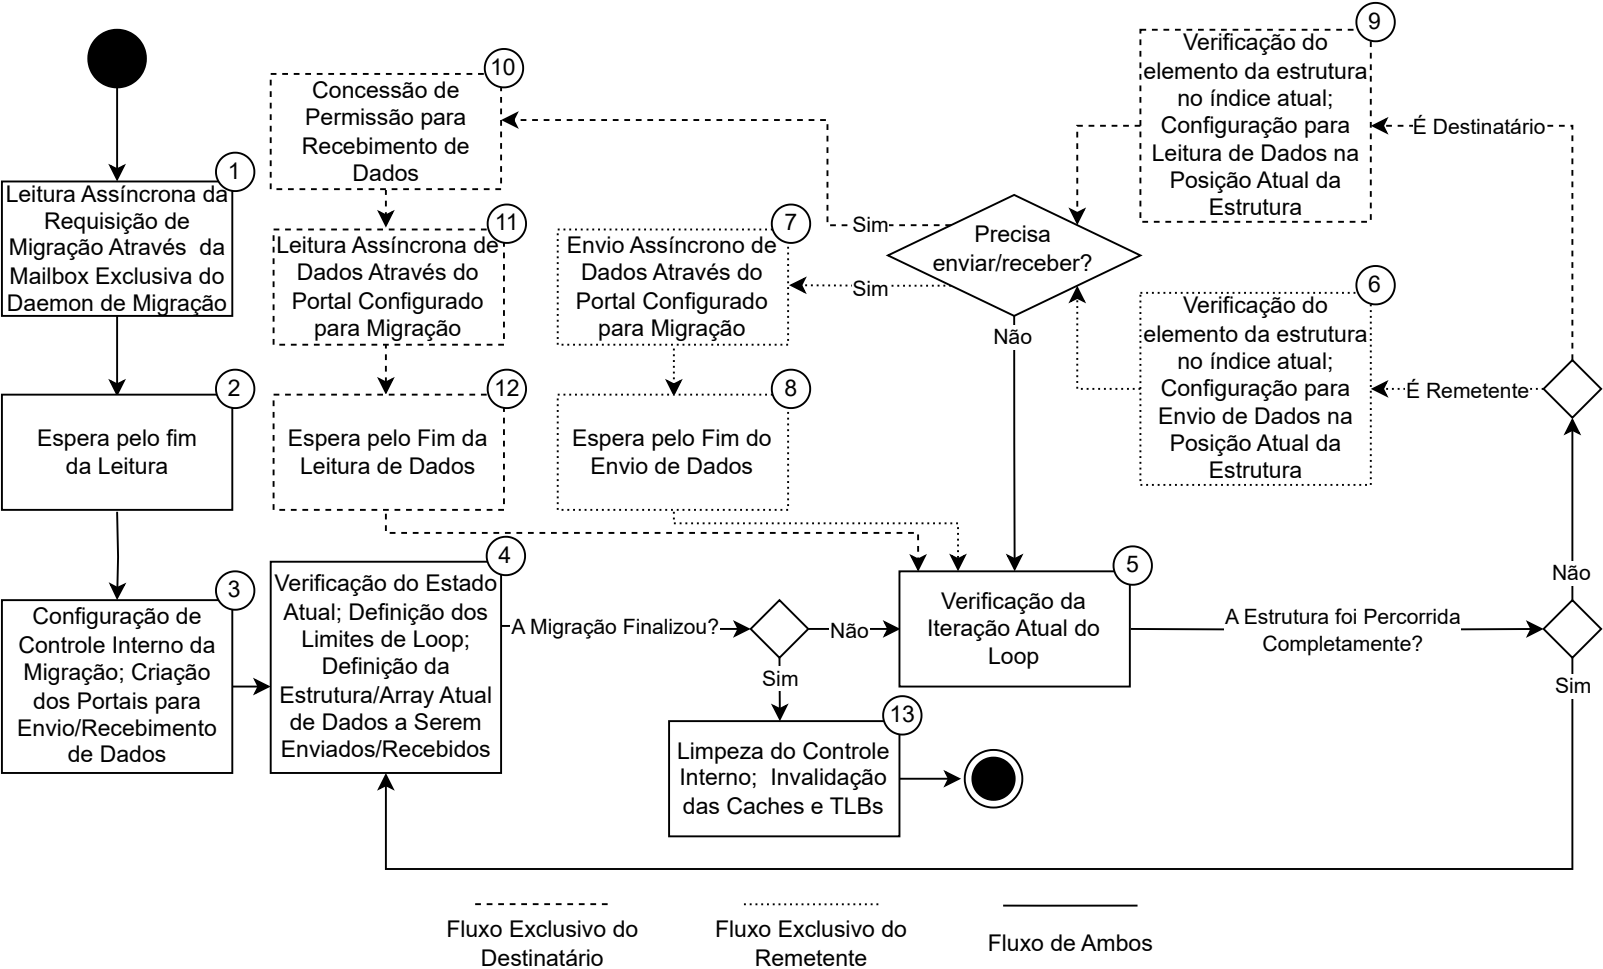 1
Leitura Assíncrona da
Requisição de
Migração Através da
Mailbox Exclusiva do
Daemon de Migração
2
Espera pelo fim
da Leitura
3
Configuração de
Controle Interno da
Migração; Criação
dos Portais para
Envio/Recebimento
de Dados
10
Concessão de
Permissão para
Recebimento de
Dados
11
Leitura Assíncrona de
Dados Através do
Portal Configurado
para Migração
12
Espera pelo Fim da
Leitura de Dados
7
Envio Assíncrono de
Dados Através do
Portal Configurado
para Migração
8
Espera pelo Fim do
Envio de Dados
4
Verificação do Estado
Atual; Definição dos
Limites de Loop;
Definição da
Estrutura/Array Atual
de Dados a Serem
Enviados/Recebidos
A Migração Finalizou?
Não
Sim
13
Limpeza do Controle
Interno; Invalidação
das Caches e TLBs
5
Verificação da
Iteração Atual do
Loop
A Estrutura foi Percorrida
Completamente?
Não
Sim
Precisa
enviar/receber?
Sim
Sim
Não
9
Verificação do
elemento da estrutura
no índice atual;
Configuração para
Leitura de Dados na
Posição Atual da
Estrutura
É Destinatário
6
Verificação do
elemento da estrutura
no índice atual;
Configuração para
Envio de Dados na
Posição Atual da
Estrutura
É Remetente
Fluxo Exclusivo do
Destinatário
Fluxo Exclusivo do
Remetente
Fluxo de Ambos